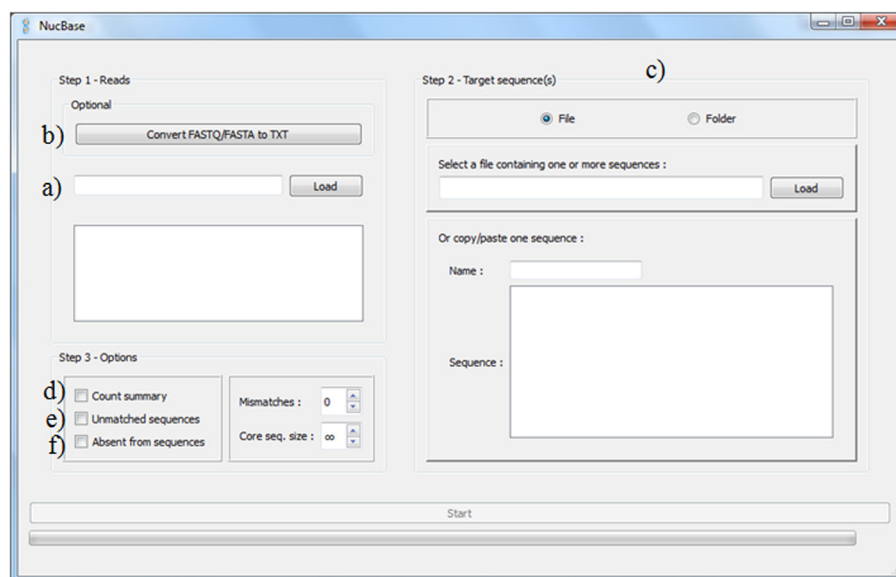 NucBase
c)
Step 1 - Reads
Step 2 - Target sequence(s)
Optional
b) Convert FASTQ/FASTA to TXT
File Folder
a) Load
Select a file containing one or more sequences :
Load
Or copy/paste one sequence :
Name :
Sequence :
Step 3 - Options
d) Count summary
e) Unmatched sequences
f) Absent from sequences
Mismatches : 0
Core seq. size : ∞
Start